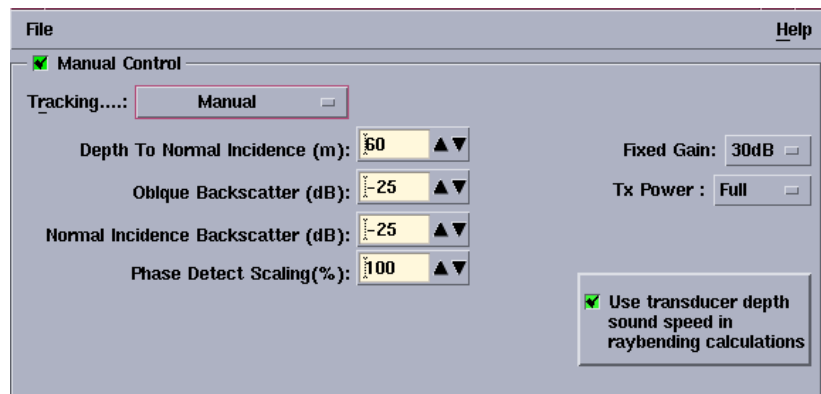 File Help
Manual Control
Tracking....: Manual
Depth To Normal Incidence (m): 60
Fixed Gain: 30dB
Oblque Backscatter (dB): -25
Tx Power : Full
Normal Incidence Backscatter (dB): -25
Phase Detect Scaling(%): 100
Use transducer depth
sound speed in
raybending calculations